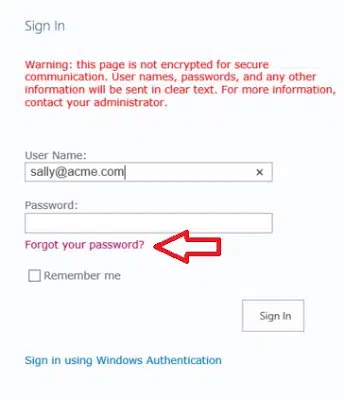 Sign In
Warning: this page is not encrypted for secure
communication. User names, passwords, and any other
information will be sent in clear text. For more information,
contact your administrator.
User Name:
sally@acme.com
Password:
Forgot your password?
Remember me
Sign In
Sign in using Windows Authentication